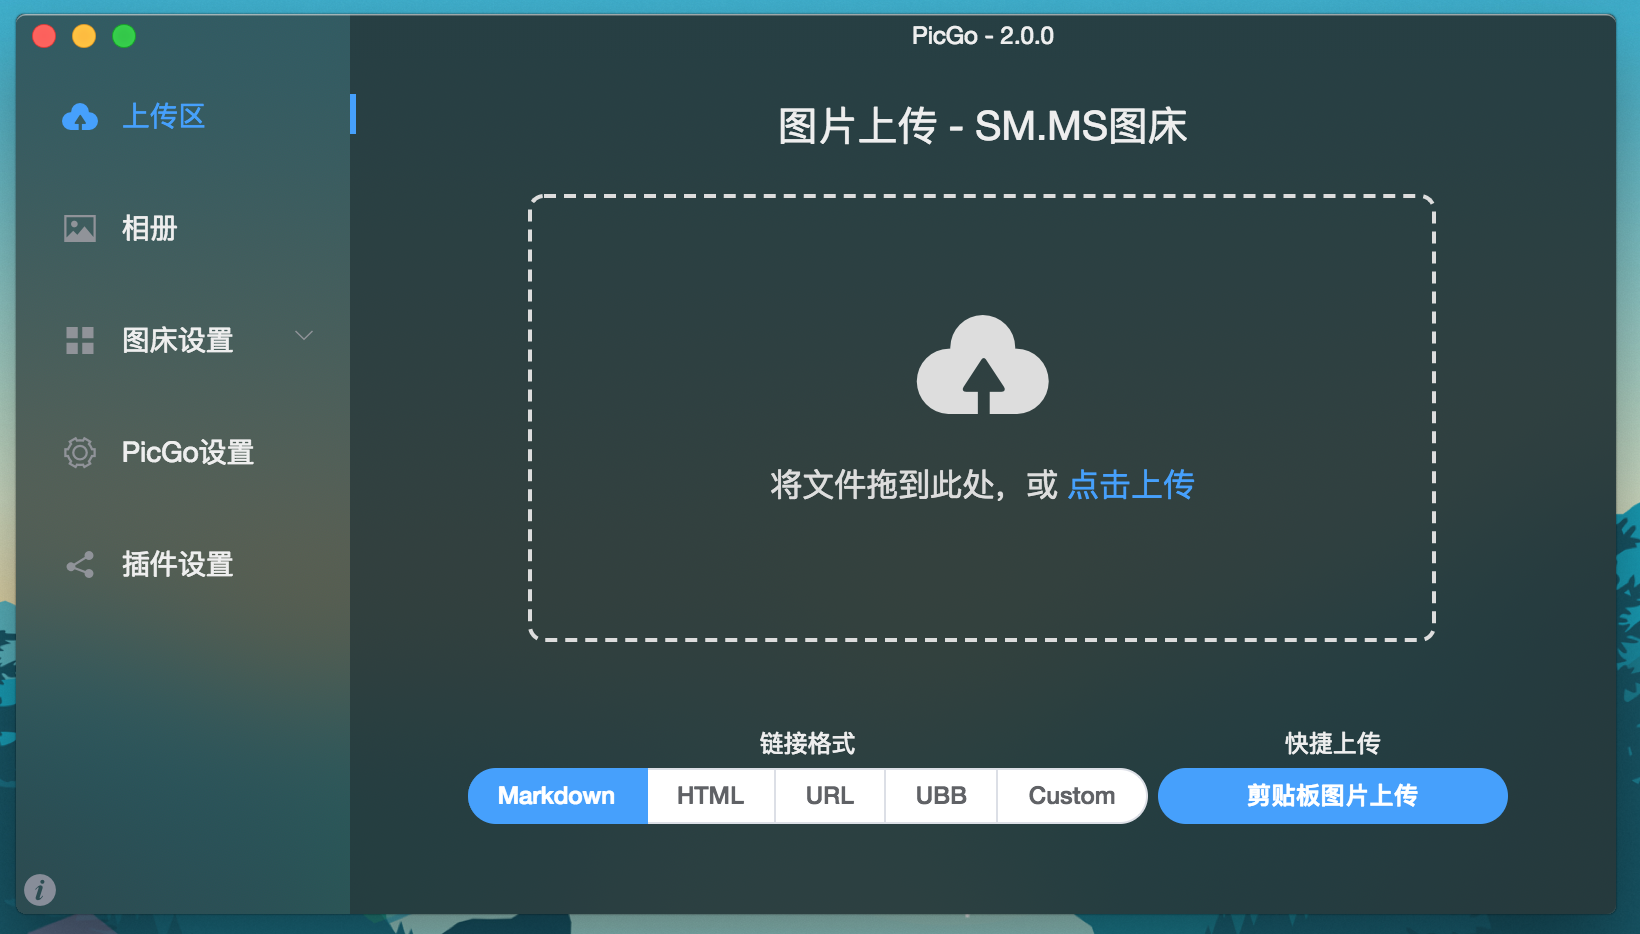 PicGo - 2.0.0
上传区
相册
图床设置
PicGo设置
插件设置
图片上传 - SM.MS图床
将文件拖到此处，或 点击上传
链接格式
Markdown HTML URL UBB Custom
快捷上传
剪贴板图片上传
i